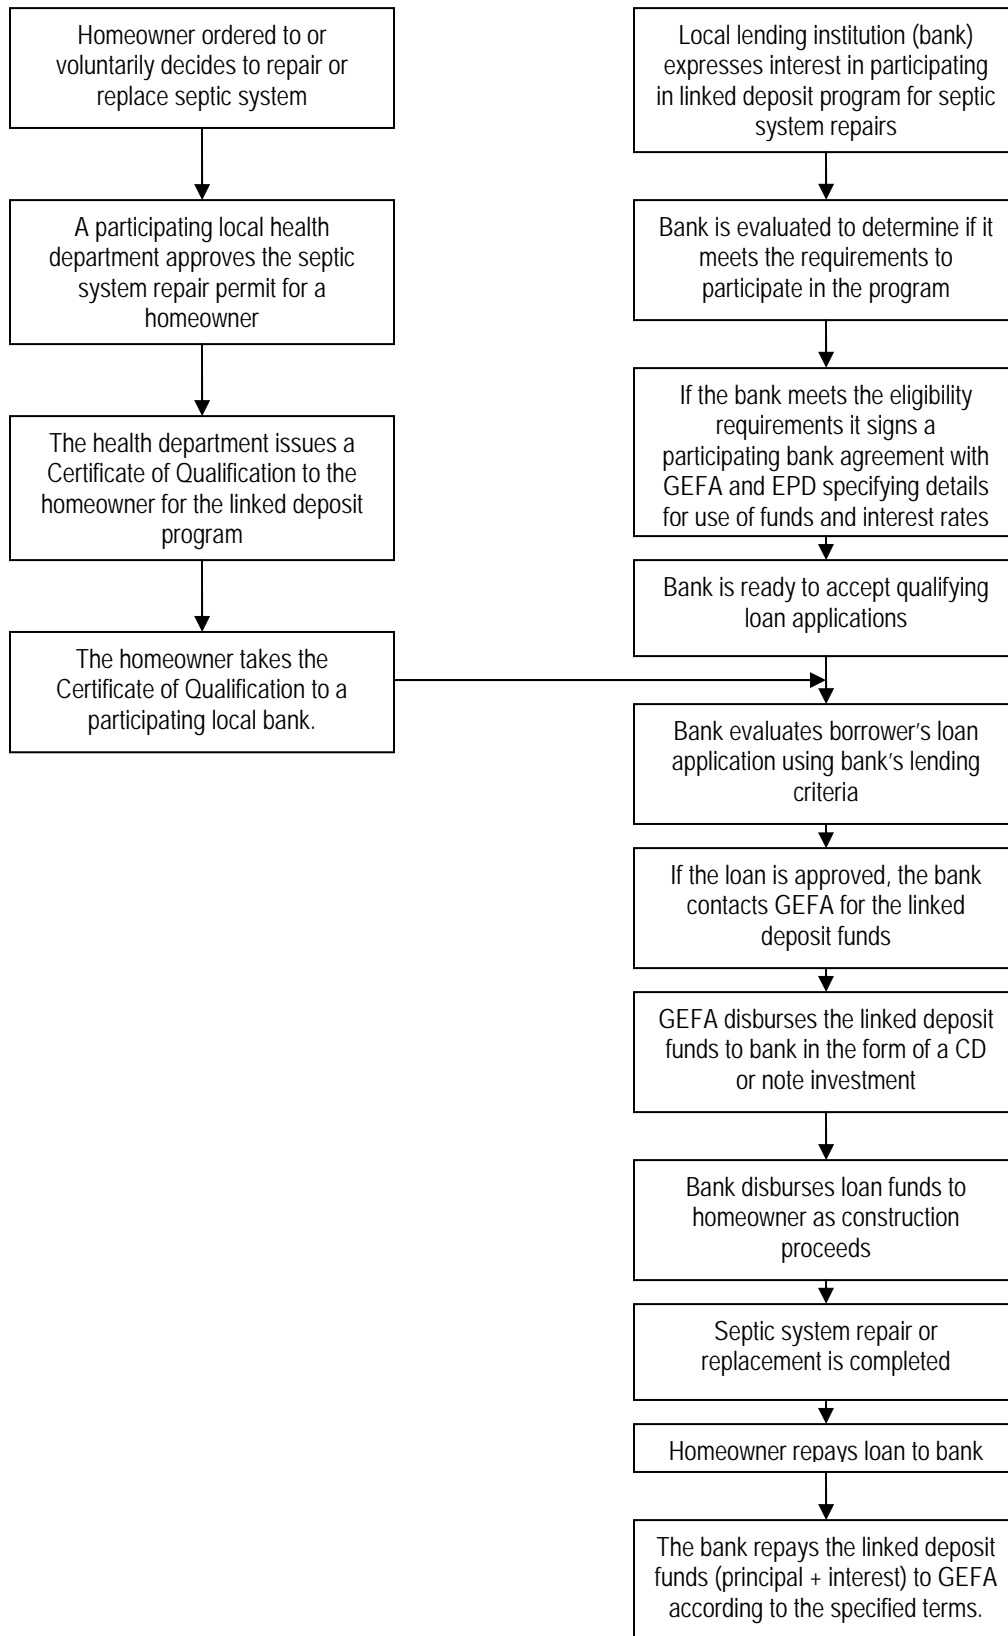 Homeowner ordered to or
voluntarily decides to repair or
replace septic system
A participating local health
department approves the septic
system repair permit for a
homeowner
The health department issues a
Certificate of Qualification to the
homeowner for the linked deposit
program
The homeowner takes the
Certificate of Qualification to a
participating local bank.
Local lending institution (bank)
expresses interest in participating
in linked deposit program for septic
system repairs
Bank is evaluated to determine if it
meets the requirements to
participate in the program
If the bank meets the eligibility
requirements it signs a
participating bank agreement with
GEFA and EPD specifying details
for use of funds and interest rates
Bank is ready to accept qualifying
loan applications
Bank evaluates borrower’s loan
application using bank’s lending
criteria
If the loan is approved, the bank
contacts GEFA for the linked
deposit funds
GEFA disburses the linked deposit
funds to bank in the form of a CD
or note investment
Bank disburses loan funds to
homeowner as construction
proceeds
Septic system repair or
replacement is completed
Homeowner repays loan to bank
The bank repays the linked deposit
funds (principal + interest) to GEFA
according to the specified terms.